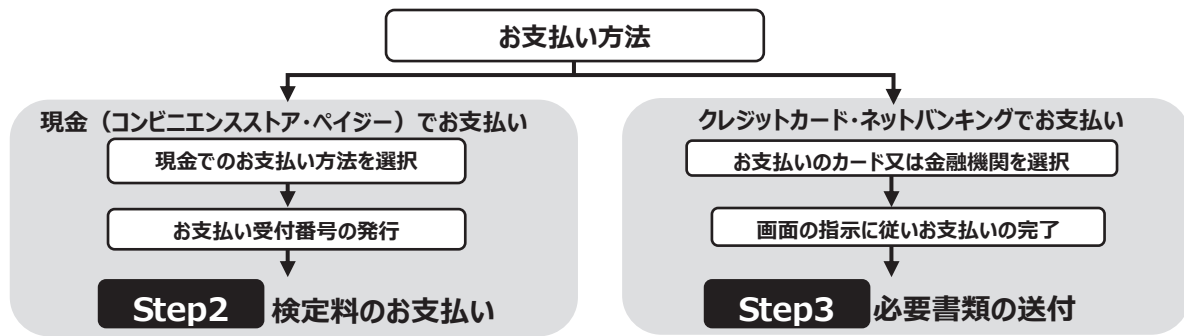 お支払い方法
現金（コンビニエンスストア・ペイジー）でお支払い
現金でのお支払い方法を選択
お支払い受付番号の発行
Step2 検定料のお支払い
クレジットカード・ネットバンキングでお支払い
お支払いのカード又は金融機関を選択
画面の指示に従いお支払いの完了
Step3 必要書類の送付